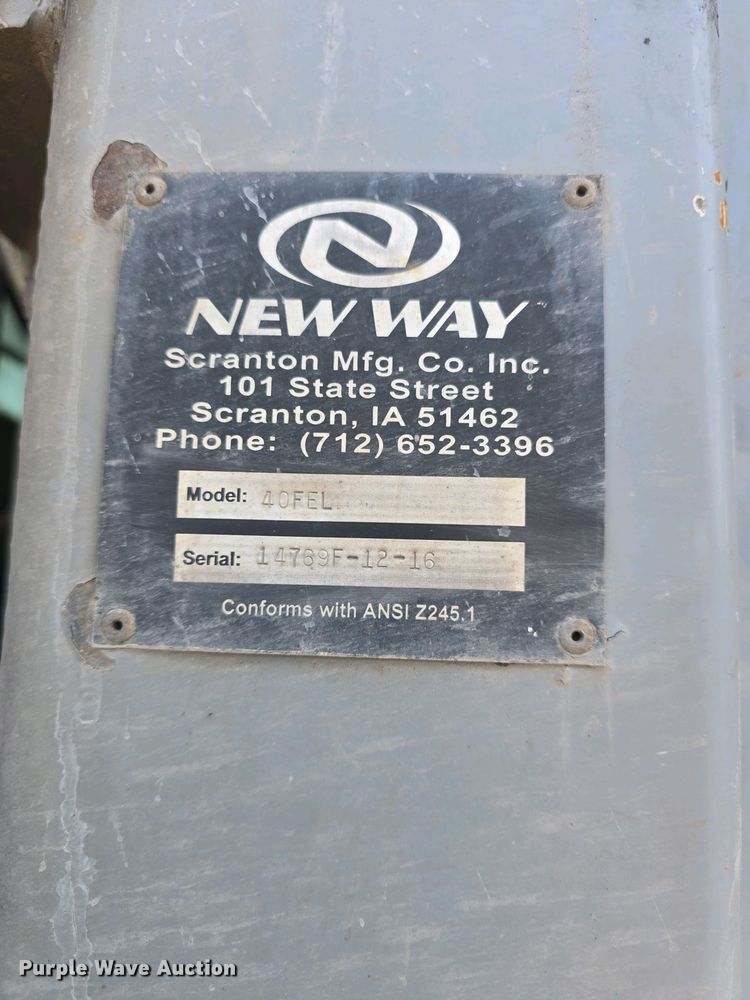 N
NEW WAY
Scranton Mfg. Co. Inc.
101 State Street
Scranton, IA 51462
Phone: (712) 652-3396
Model: 40FEL
Serial: 14769F-12-16
Conforms with ANSI Z245.1
Purple Wave Auction